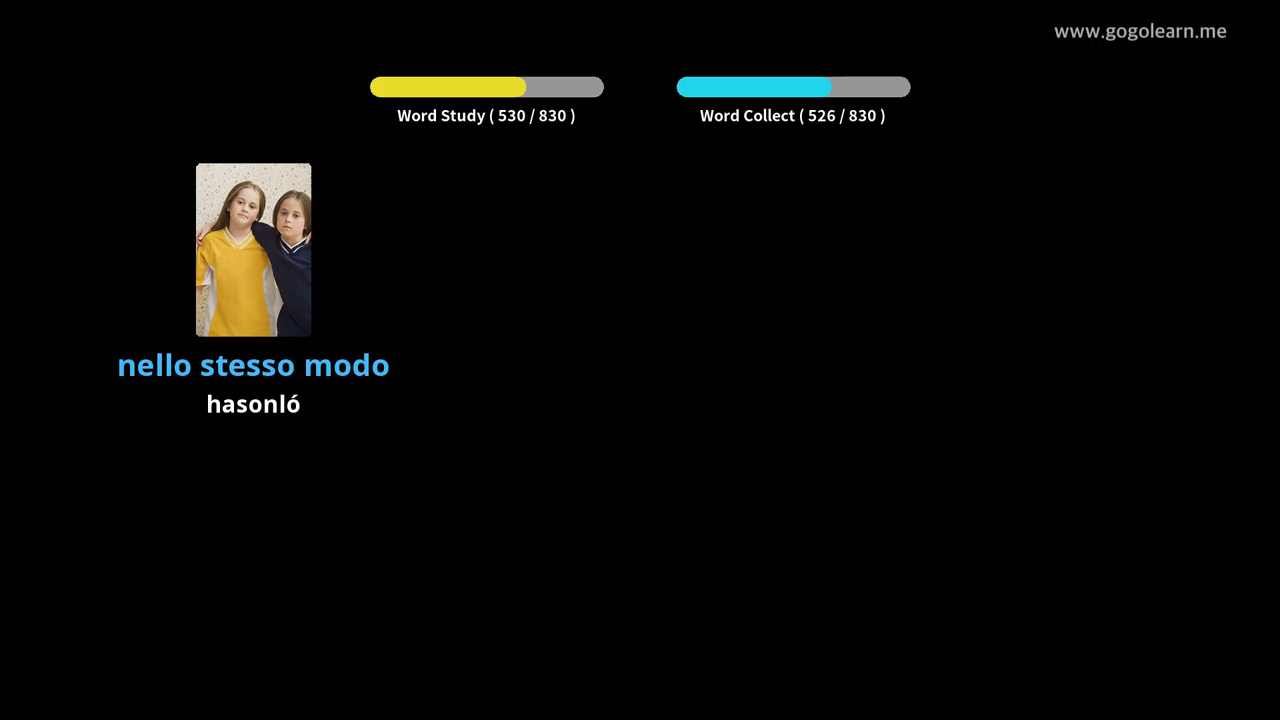 www.gogolearn.me
Word Study ( 530 / 830 )
Word Collect ( 526 / 830 )
nello stesso modo
hasonló